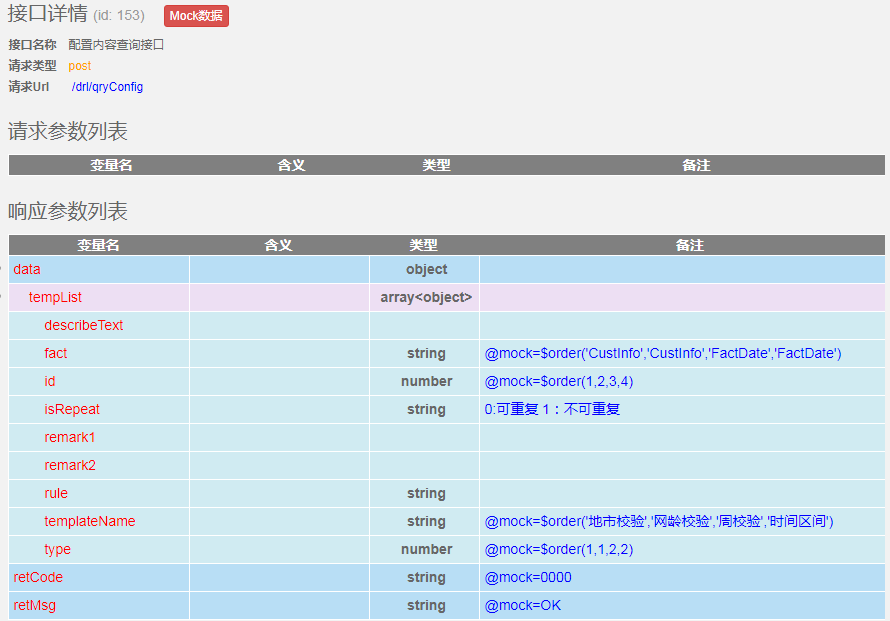 接口详情 (id: 153) Mock数据
接口名称 配置内容查询接口
请求类型 post
请求Url /drl/qryConfig
请求参数列表
变量名 含义 类型 备注
响应参数列表
变量名 含义 类型 备注
data object
tempList array<object>
describeText
fact string @mock=$order('CustInfo','CustInfo','FactDate','FactDate')
id number @mock=$order(1,2,3,4)
isRepeat string 0:可重复 1：不可重复
remark1
remark2
rule string
templateName string @mock=$order('地市校验','网龄校验','周校验','时间区间')
type number @mock=$order(1,1,2,2)
retCode string @mock=0000
retMsg string @mock=OK